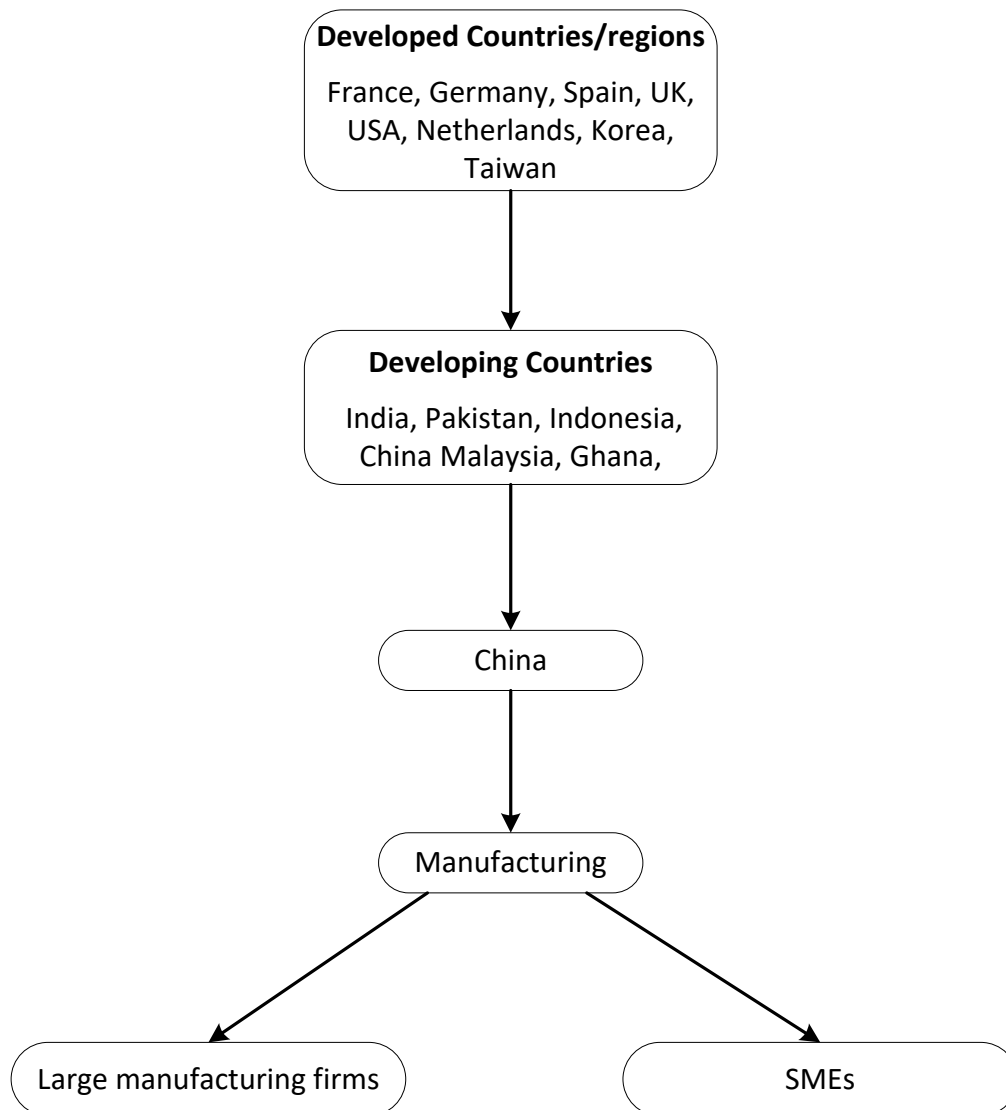 Developed Countries/regions
France, Germany, Spain, UK,
USA, Netherlands, Korea,
Taiwan
Developing Countries
India, Pakistan, Indonesia,
China Malaysia, Ghana,
China
Manufacturing
Large manufacturing firms
SMEs